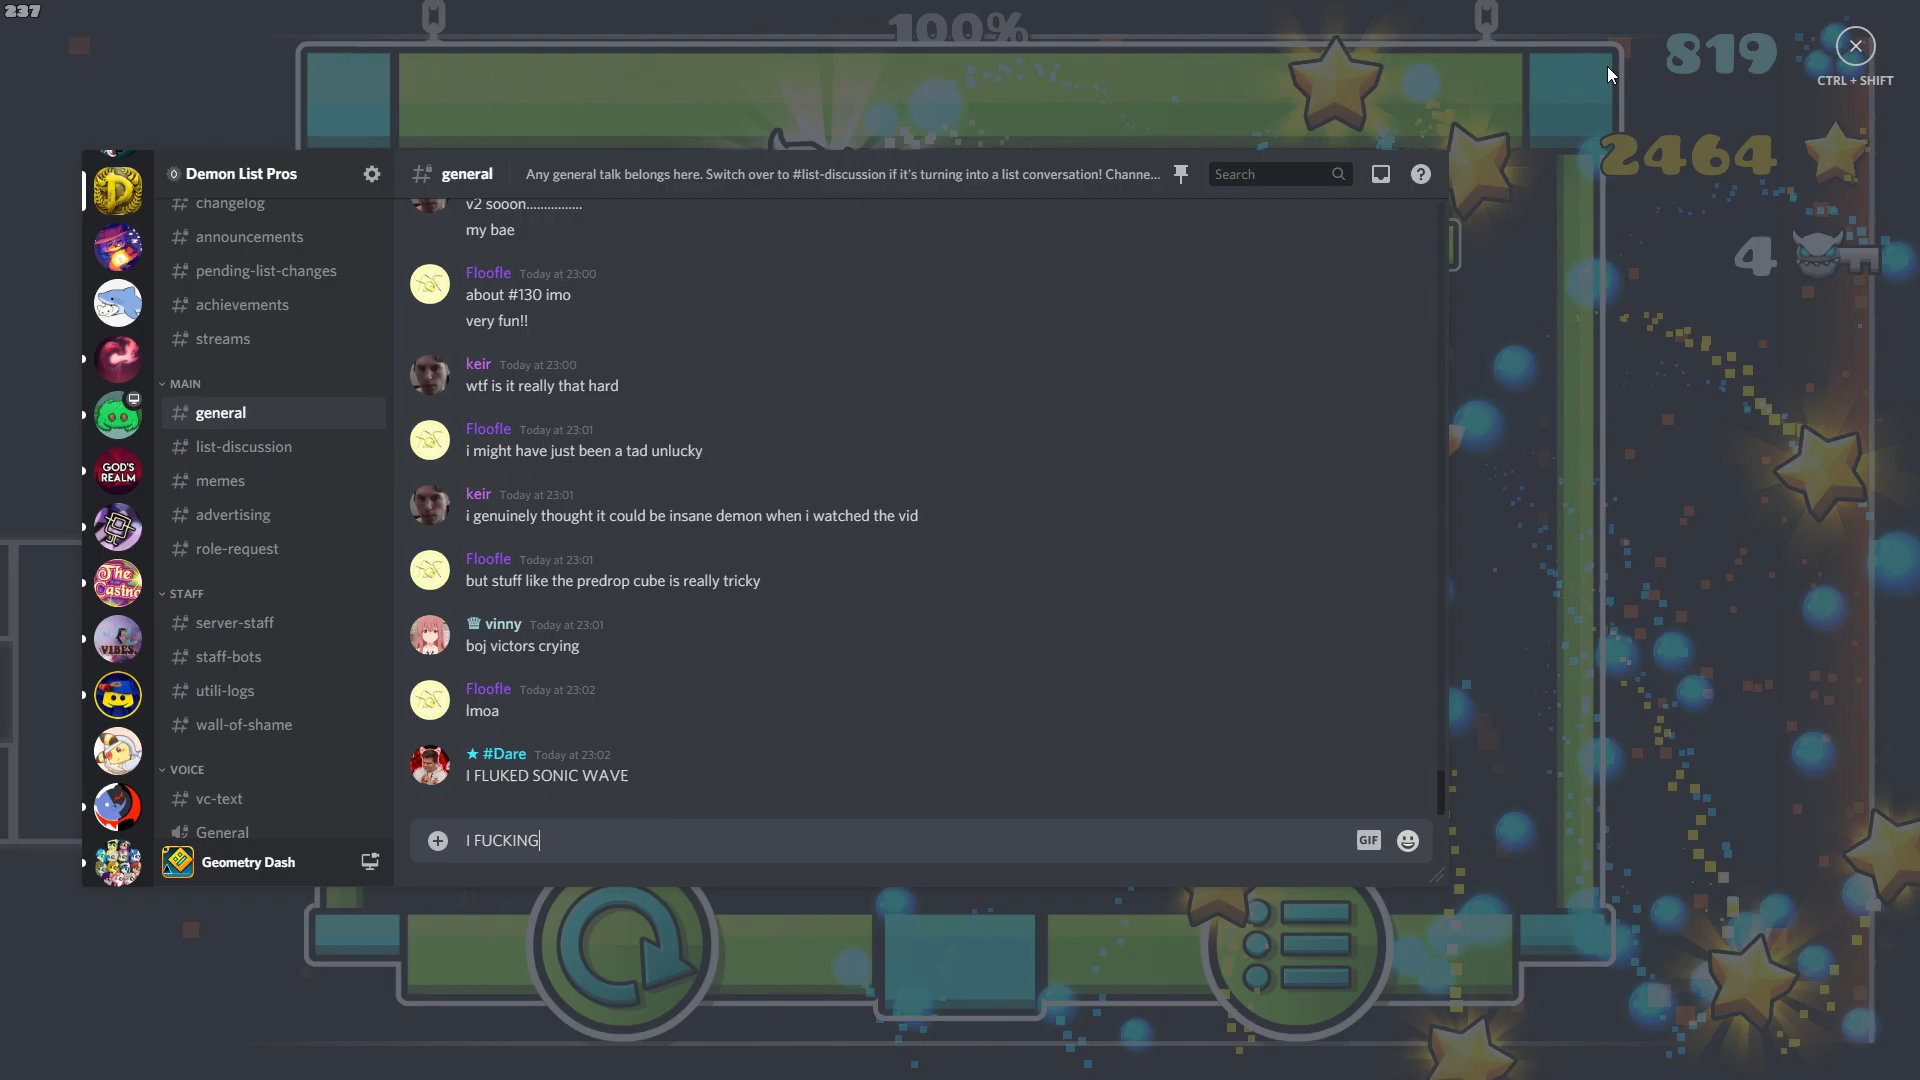 237
100%
819
CTRL + SHIFT
2464
4
Demon List Pros
general
Any general talk belongs here. Switch over to #list-discussion if it's turning into a list conversation! Channe...
Search
changelog
announcements
pending-list-changes
achievements
streams
MAIN
general
list-discussion
memes
advertising
role-request
STAFF
server-staff
staff-bots
utili-logs
wall-of-shame
VOICE
vc-text
General
Geometry Dash
GOD'S
REALM
The
Casino
VIBES
v2 sooon................
my bae
Floofle Today at 23:00
about #130 imo
very fun!!
keir Today at 23:00
wtf is it really that hard
Floofle Today at 23:01
i might have just been a tad unlucky
keir Today at 23:01
i genuinely thought it could be insane demon when i watched the vid
Floofle Today at 23:01
but stuff like the predrop cube is really tricky
vinny Today at 23:01
boj victors crying
Floofle Today at 23:02
lmoa
#Dare Today at 23:02
I FLUKED SONIC WAVE
I FUCKING
GIF